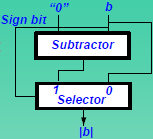 “0” b
Sign bit
Subtractor
1 0
Selector
|b|